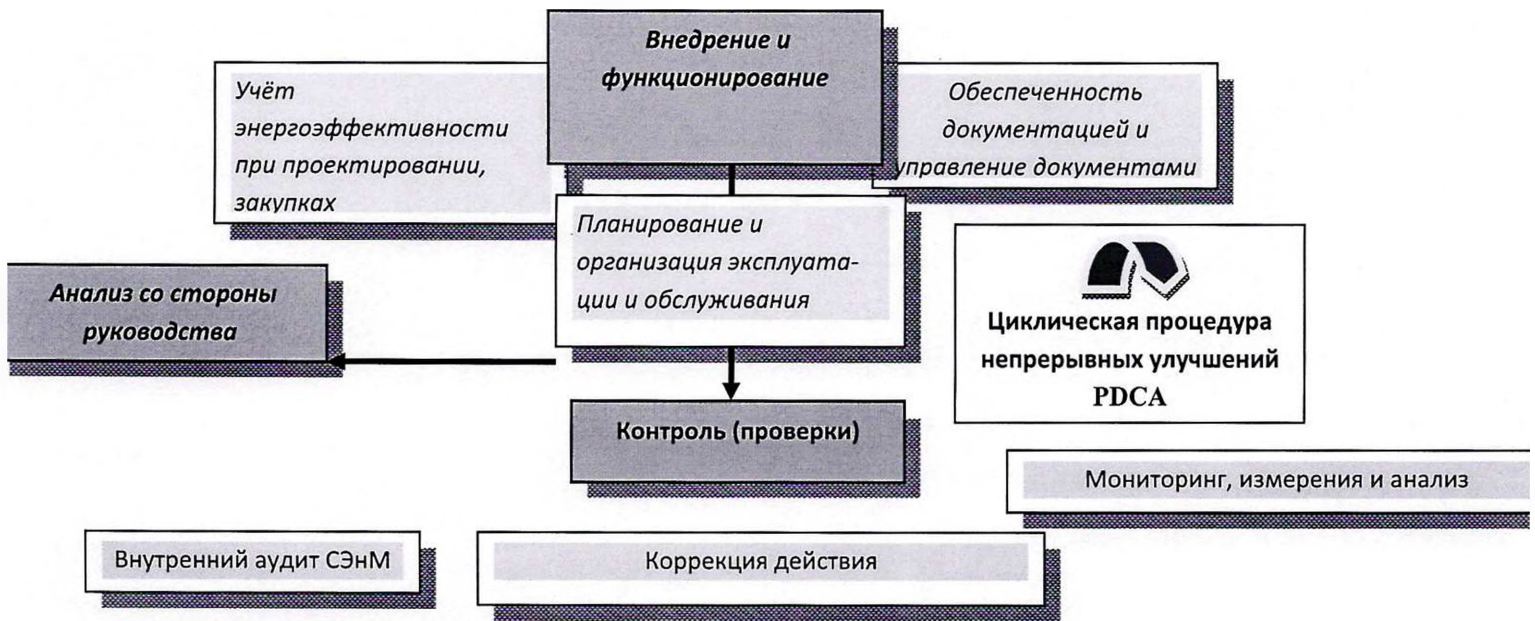 Внедрение и
функционирование
Учёт
энергоэффективности
при проектировании,
закупках
Обеспеченность
документацией и
управление документами
Планирование и
организация эксплуата-
ции и обслуживания
Анализ со стороны
руководства
Циклическая процедура
непрерывных улучшений
PDCA
Контроль (проверки)
Мониторинг, измерения и анализ
Внутренний аудит СЭнМ
Коррекция действия